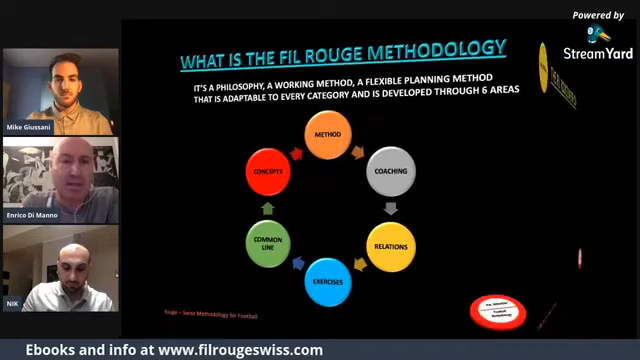 Powered by
StreamYard
WHAT IS THE FIL ROUGE METHODOLOGY
IT'S A PHILOSOPHY, A WORKING METHOD, A FLEXIBLE PLANNING METHOD
THAT IS ADAPTABLE TO EVERY CATEGORY AND IS DEVELOPED THROUGH 6 AREAS
Mike Giussani
METHOD
CONCEPTS
COACHING
Enrico Di Manno
COMMON
LINE
RELATIONS
EXERCISES
NIK
Rouge – Swiss Methodology for Football
Football
Methodology
Ebooks and info at www.filrougeswiss.com